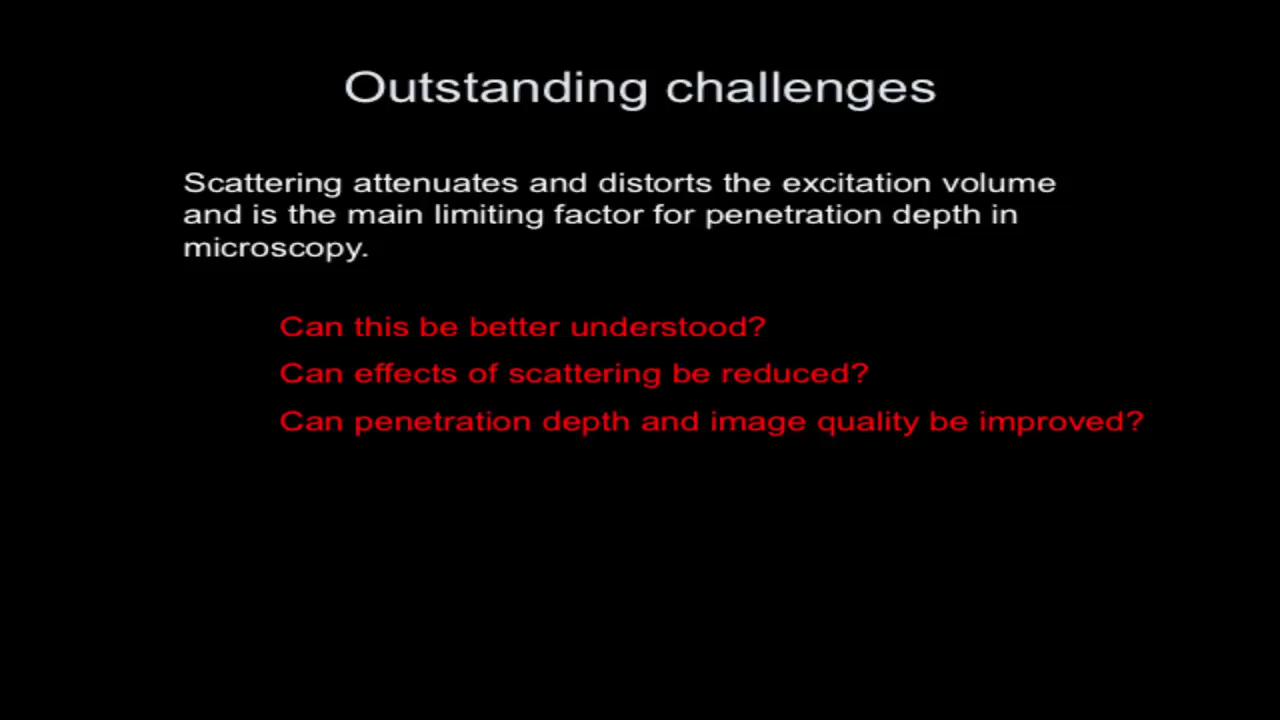 Outstanding challenges
Scattering attenuates and distorts the excitation volume
and is the main limiting factor for penetration depth in
microscopy.
Can this be better understood?
Can effects of scattering be reduced?
Can penetration depth and image quality be improved?